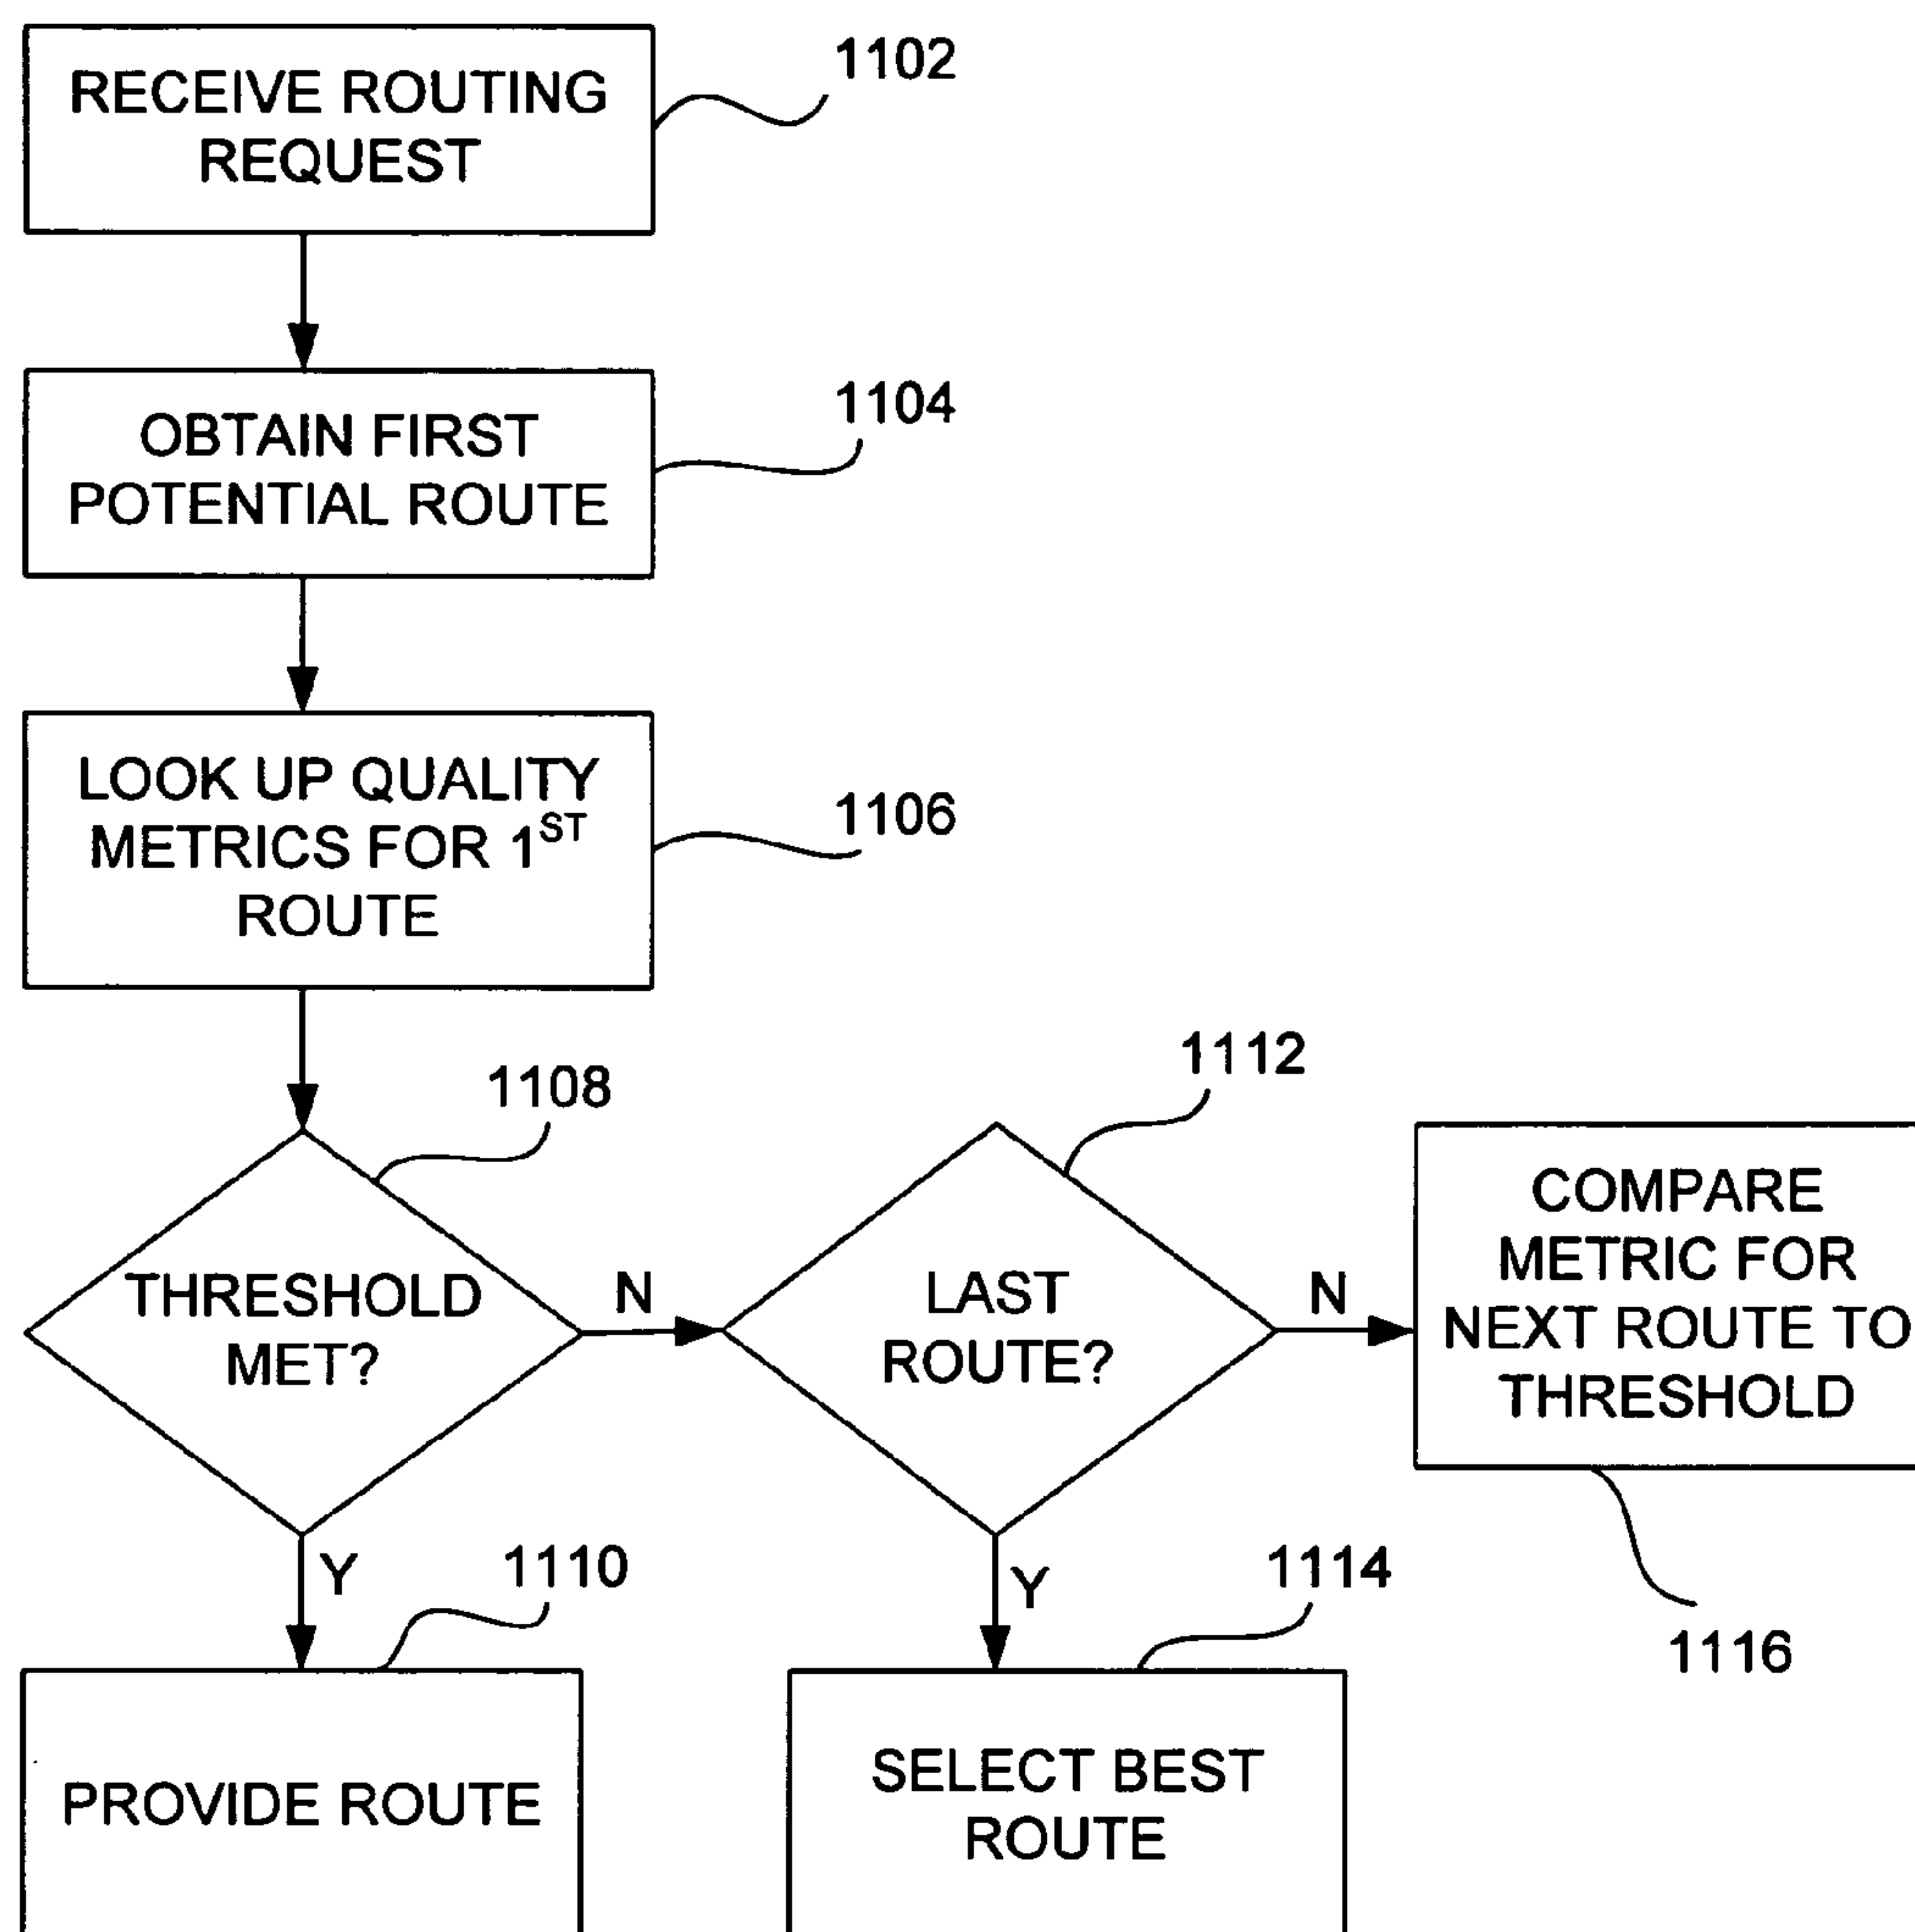 RECEIVE ROUTING
REQUEST
1102
OBTAIN FIRST
POTENTIAL ROUTE
1104
LOOK UP QUALITY
METRICS FOR 1ST
ROUTE
1106
1108
THRESHOLD
MET?
N
Y
1112
LAST
ROUTE?
N
Y
COMPARE
METRIC FOR
NEXT ROUTE TO
THRESHOLD
1116
1110
PROVIDE ROUTE
1114
SELECT BEST
ROUTE